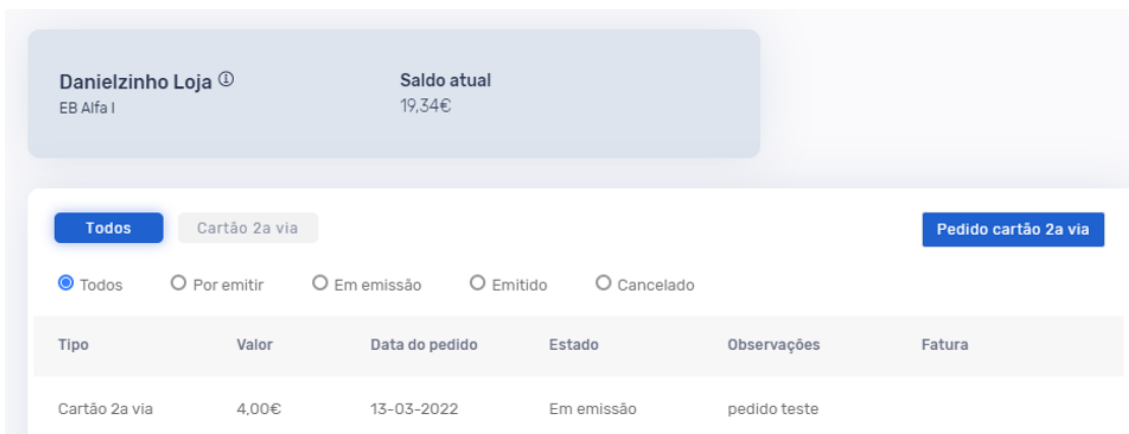 Danielzinho Loja
Saldo atual
EB Alfa I
19,34€
Todos Cartão 2a via Pedido cartão 2a via
Todos Por emitir Em emissão Emitido Cancelado
Tipo Valor Data do pedido Estado Observações Fatura
Cartão 2a via 4,00€ 13-03-2022 Em emissão pedido teste